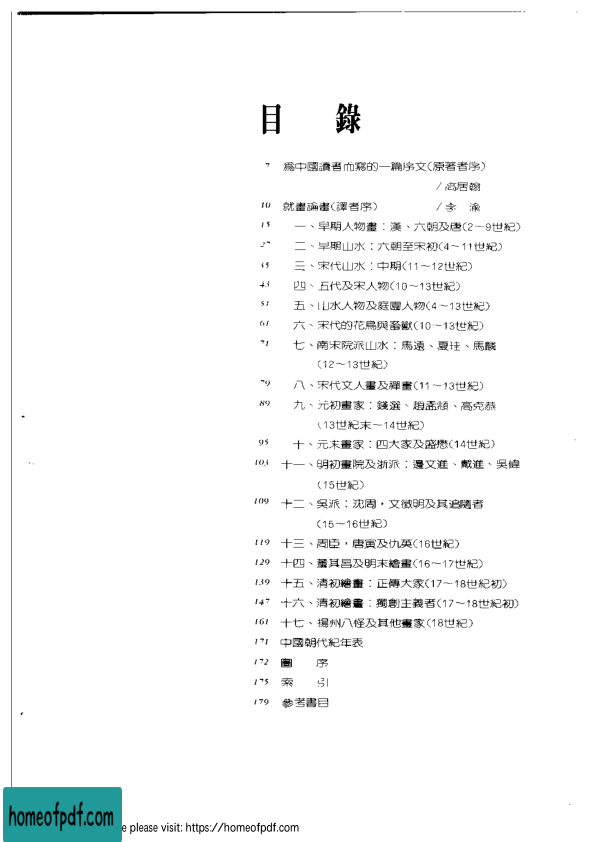 目 錄
7 爲中國讀者而寫的一篇序文(原著者序)
/高居翰
10 就畫論畫(譯者序) /李 渝
15 一、早期人物畫：漢、六朝及唐(2～9世紀)
27 二、早期山水：六朝至宋初(4～11世紀)
35 三、宋代山水：中期(11～12世紀)
43 四、五代及宋人物(10～13世紀)
51 五、山水人物及庭園人物(4～13世紀)
61 六、宋代的花鳥與畜獸(10～13世紀)
71 七、南宋院派山水：馬遠、夏珪、馬麟
(12～13世紀)
79 八、宋代文人畫及禪畫(11～13世紀)
89 九、元初畫家：錢選、趙孟頫、高克恭
(13世紀末～14世紀)
95 十、元末畫家：四大家及盛懋(14世紀)
103 十一、明初畫院及浙派：邊文進、戴進、吳偉
(15世紀)
109 十二、吳派：沈周，文徵明及其追隨者
(15～16世紀)
119 十三、周臣，唐寅及仇英(16世紀)
129 十四、董其昌及明末繪畫(16～17世紀)
139 十五、清初繪畫：正傳大家(17～18世紀初)
147 十六、清初繪畫：獨創主義者(17～18世紀初)
161 十七、揚州八怪及其他畫家(18世紀)
171 中國朝代紀年表
172 圖 序
175 索 引
179 參考書目
homeofpdf.com
e please visit: https://homeofpdf.com